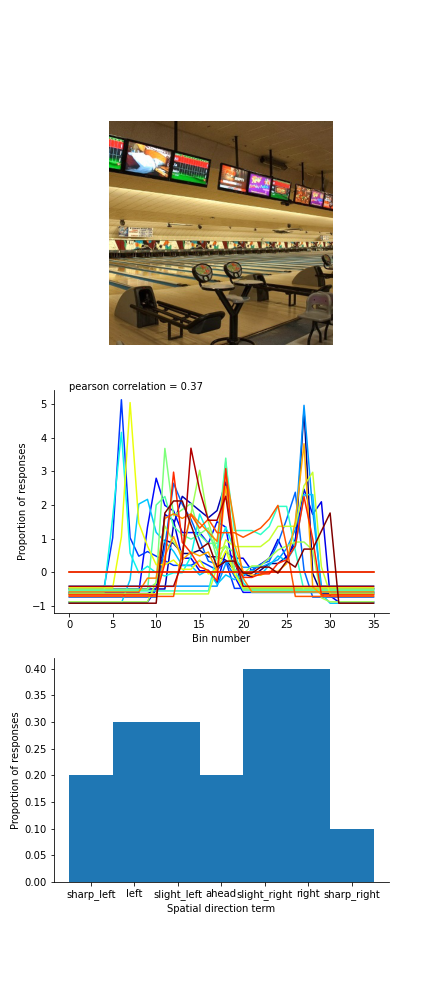 pearson correlation = 0.37
Proportion of responses
5
4
3
2
1
0
−1
0 5 10 15 20 25 30 35
Bin number
Proportion of responses
0.40
0.35
0.30
0.25
0.20
0.15
0.10
0.05
0.00
sharp_left left slight_left ahead slight_right right sharp_right
Spatial direction term